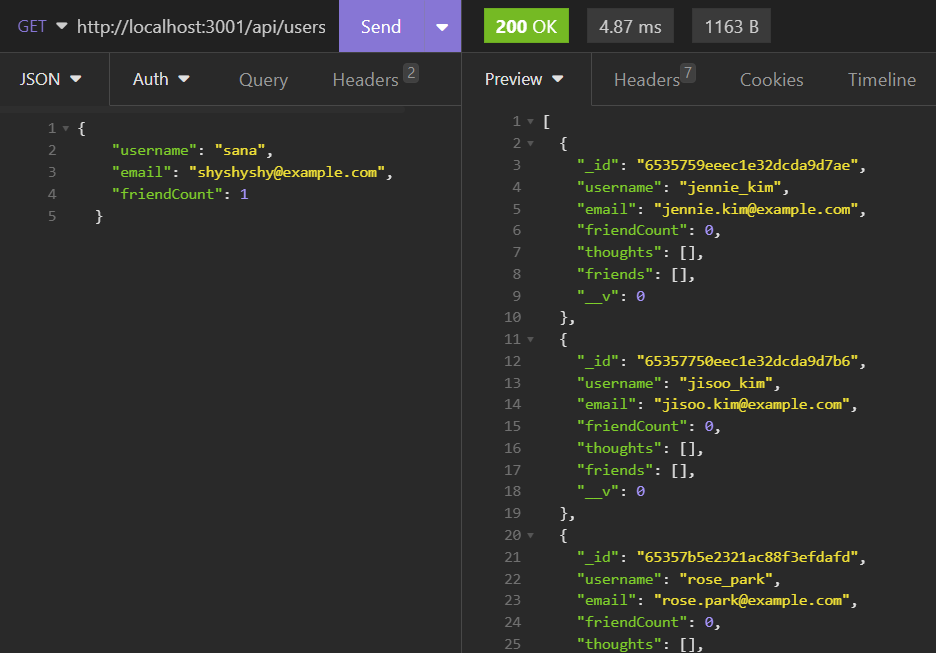 GET http://localhost:3001/api/users Send 200 OK 4.87 ms 1163 B
JSON Auth Query Headers 2
1 {
2 "username": "sana",
3 "email": "shyshyshy@example.com",
4 "friendCount": 1
5 }
Preview Headers 7 Cookies Timeline
1 [
2 {
3 "_id": "6535759eeec1e32dcda9d7ae",
4 "username": "jennie_kim",
5 "email": "jennie.kim@example.com",
6 "friendCount": 0,
7 "thoughts": [],
8 "friends": [],
9 "__v": 0
10 },
11 {
12 "_id": "65357750eec1e32dcda9d7b6",
13 "username": "jisoo_kim",
14 "email": "jisoo.kim@example.com",
15 "friendCount": 0,
16 "thoughts": [],
17 "friends": [],
18 "__v": 0
19 },
20 {
21 "_id": "65357b5e2321ac88f3efdafd",
22 "username": "rose_park",
23 "email": "rose.park@example.com",
24 "friendCount": 0,
25 "thoughts": [],